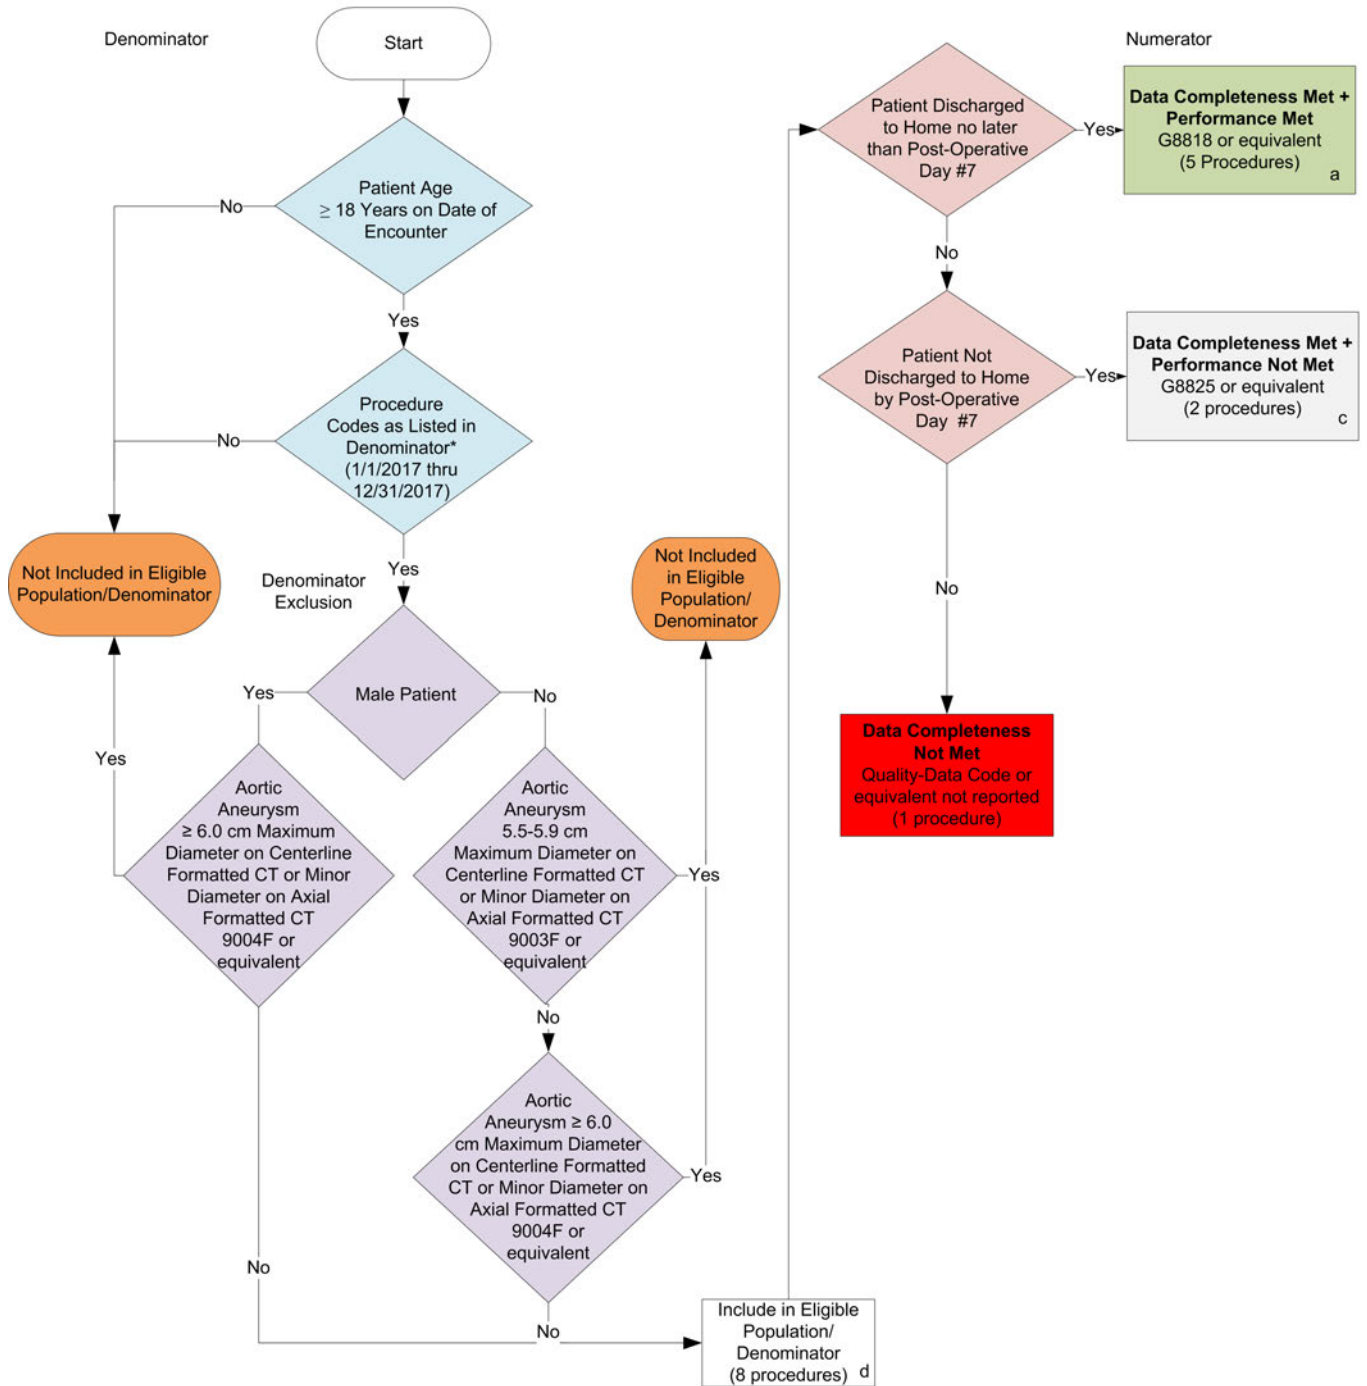 Denominator
Start
Patient Age
≥ 18 Years on Date of
Encounter
No
Yes
Procedure
Codes as Listed in
Denominator*
(1/1/2017 thru
12/31/2017)
No
Yes
Not Included in Eligible
Population/Denominator
Denominator
Exclusion
Male Patient
Yes
No
Yes
Aortic
Aneurysm
≥ 6.0 cm Maximum
Diameter on Centerline
Formatted CT or Minor
Diameter on Axial
Formatted CT
9004F or
equivalent
No
Aortic
Aneurysm
5.5-5.9 cm
Maximum Diameter on
Centerline Formatted CT
or Minor Diameter on
Axial Formatted CT
9003F or
equivalent
Yes
No
Not Included
in Eligible
Population/
Denominator
Aortic
Aneurysm ≥ 6.0
cm Maximum Diameter
on Centerline Formatted
CT or Minor Diameter on
Axial Formatted CT
9004F or
equivalent
Yes
No
Include in Eligible
Population/
Denominator
(8 procedures)
d
Numerator
Patient Discharged
to Home no later
than Post-Operative
Day #7
Yes
Data Completeness Met +
Performance Met
G8818 or equivalent
(5 Procedures)
a
No
Patient Not
Discharged to Home
by Post-Operative
Day #7
Yes
Data Completeness Met +
Performance Not Met
G8825 or equivalent
(2 procedures)
c
No
Data Completeness
Not Met
Quality-Data Code or
equivalent not reported
(1 procedure)